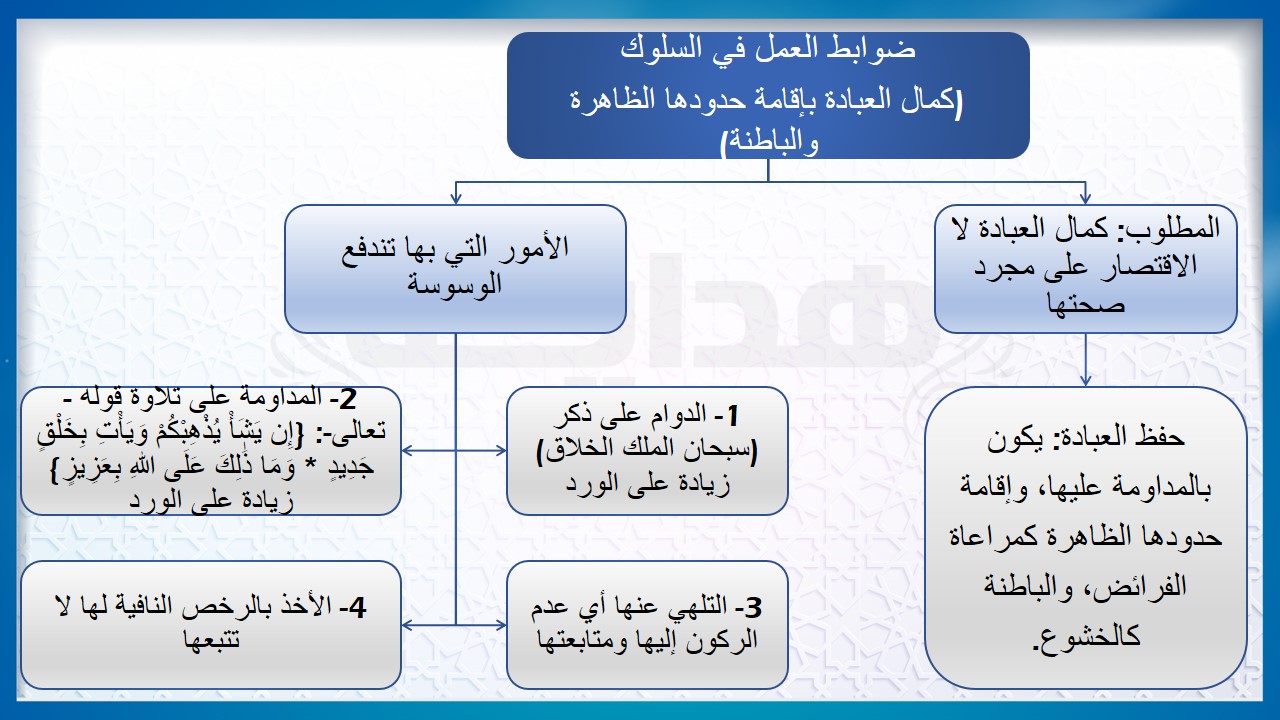 ضوابط العمل في السلوك
(كمال العبادة بإقامة حدودها الظاهرة
والباطنة)
المطلوب: كمال العبادة لا
الاقتصار على مجرد
صحتها
حفظ العبادة: يكون
بالمداومة عليها، وإقامة
حدودها الظاهرة كمراعاة
الفرائض، والباطنة
كالخشوع.
الأمور التي بها تندفع
الوسوسة
1- الدوام على ذكر
(سبحان الملك الخلاق)
زيادة على الورد
2- المداومة على تلاوة قوله -
تعالى-: {إِن يَشَأْ يُذْهِبْكُمْ وَيَأْتِ بِخَلْقٍ
جَدِيدٍ * وَمَا ذَٰلِكَ عَلَى اللهِ بِعَزِيزٍ}
زيادة على الورد
3- التلهي عنها أي عدم
الركون إليها ومتابعتها
4- الأخذ بالرخص النافية لها لا
تتبعها
هداية